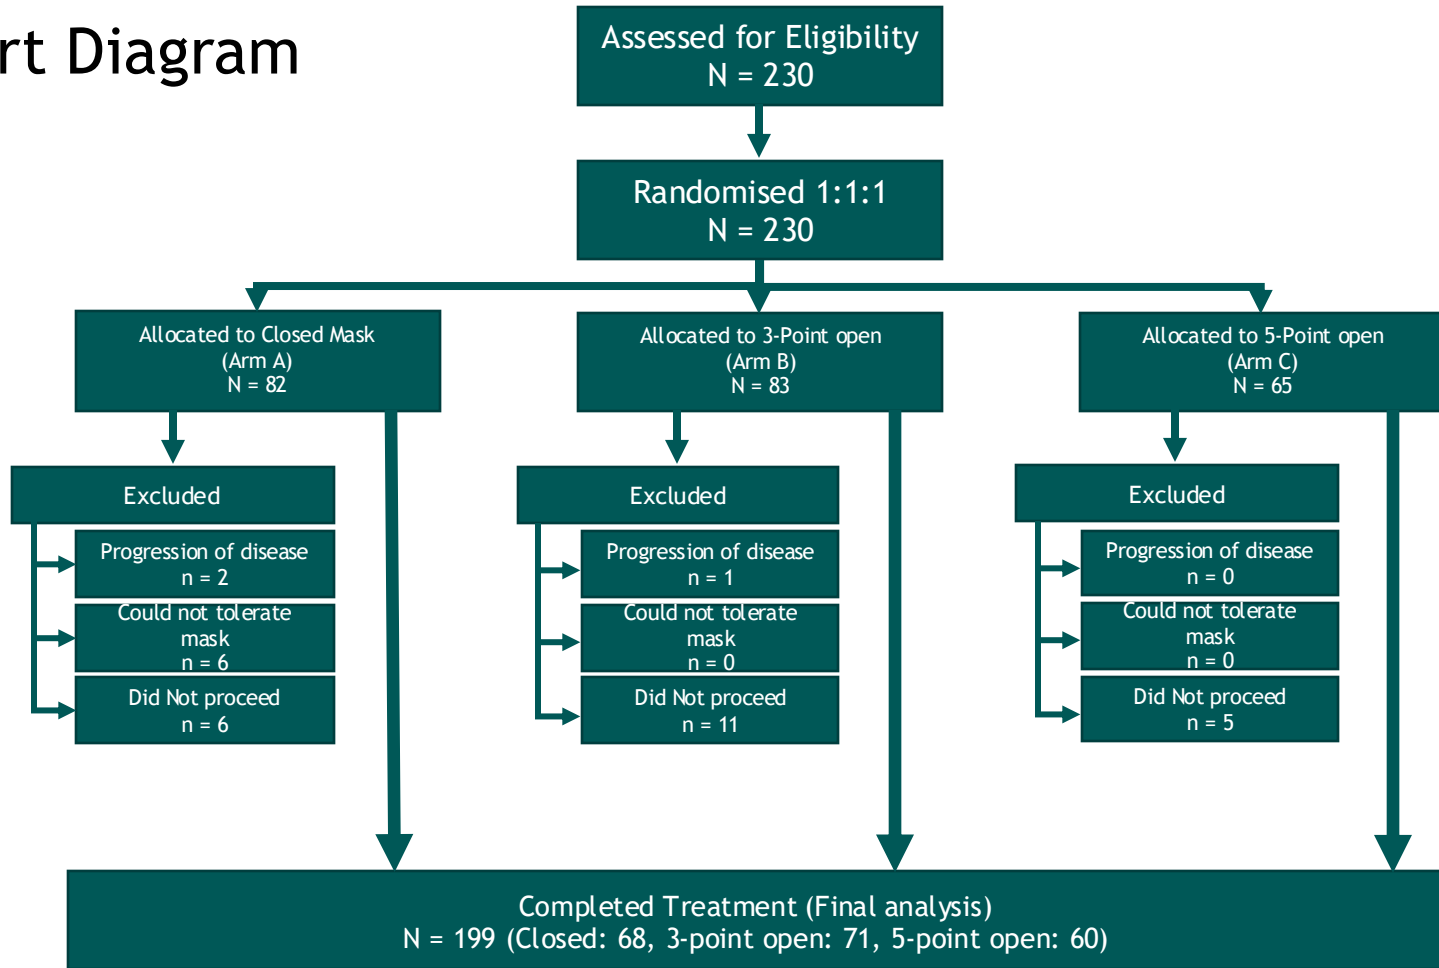 rt Diagram
Assessed for Eligibility
N = 230
Randomised 1:1:1
N = 230
Allocated to Closed Mask
(Arm A)
N = 82
Allocated to 3-Point open
(Arm B)
N = 83
Allocated to 5-Point open
(Arm C)
N = 65
Excluded
Progression of disease
n = 2
Could not tolerate
mask
n = 6
Did Not proceed
n = 6
Excluded
Progression of disease
n = 1
Could not tolerate
mask
n = 0
Did Not proceed
n = 11
Excluded
Progression of disease
n = 0
Could not tolerate
mask
n = 0
Did Not proceed
n = 5
Completed Treatment (Final analysis)
N = 199 (Closed: 68, 3-point open: 71, 5-point open: 60)